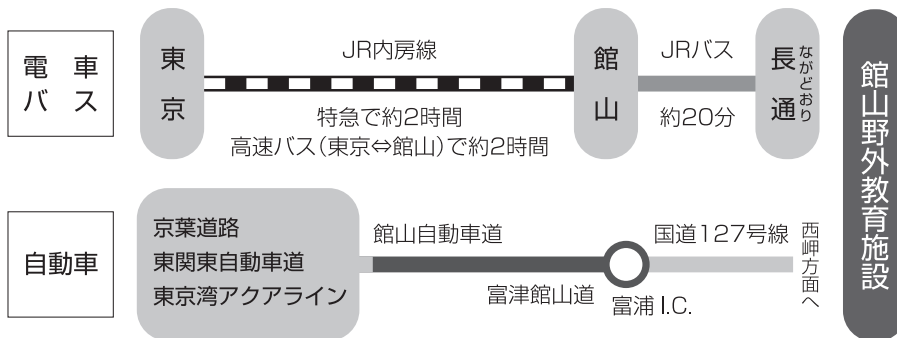 電車
バス
東京
JR内房線
特急で約2時間
高速バス(東京⇔館山)で約2時間
館山
JRバス
約20分
長通
ながどおり
自動車
京葉道路
東関東自動車道
東京湾アクアライン
館山自動車道
富津館山道
富浦 I.C.
国道127号線
西岬方面へ
館山野外教育施設